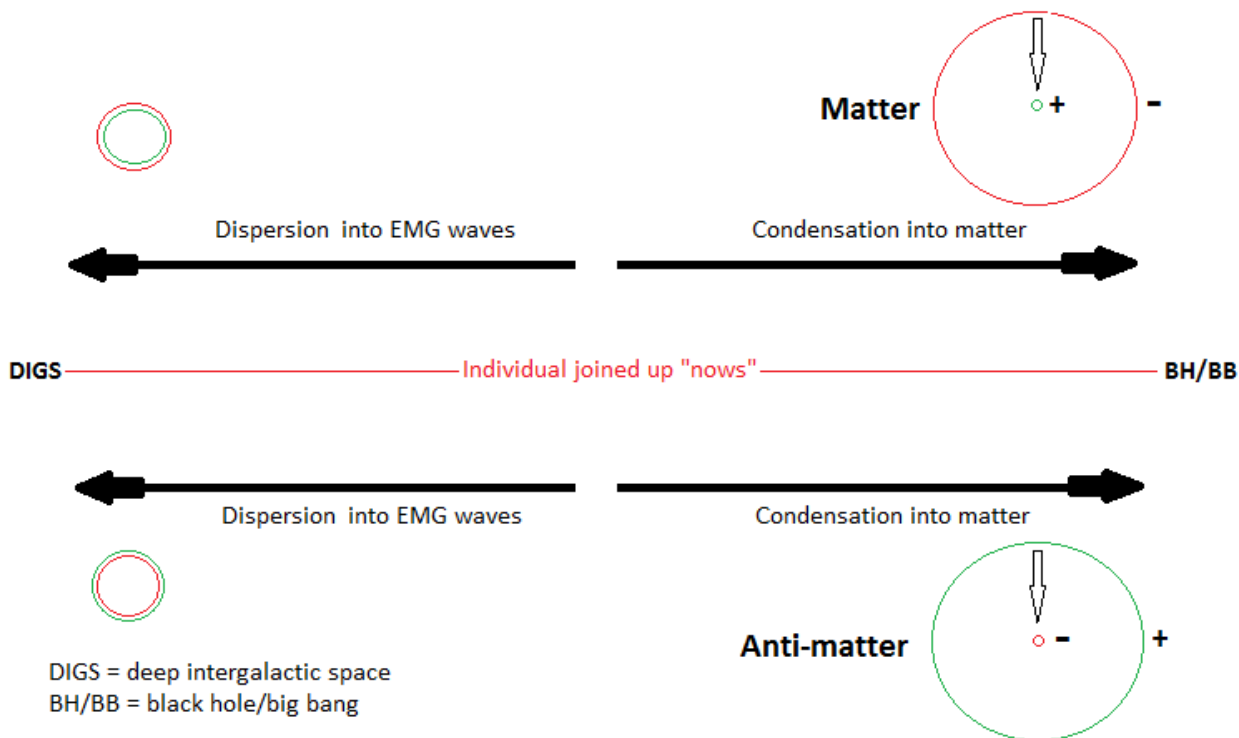 Matter
+
-
Dispersion into EMG waves
Condensation into matter
DIGS
Individual joined up "nows"
BH/BB
Dispersion into EMG waves
Condensation into matter
Anti-matter
-
+
DIGS = deep intergalactic space
BH/BB = black hole/big bang